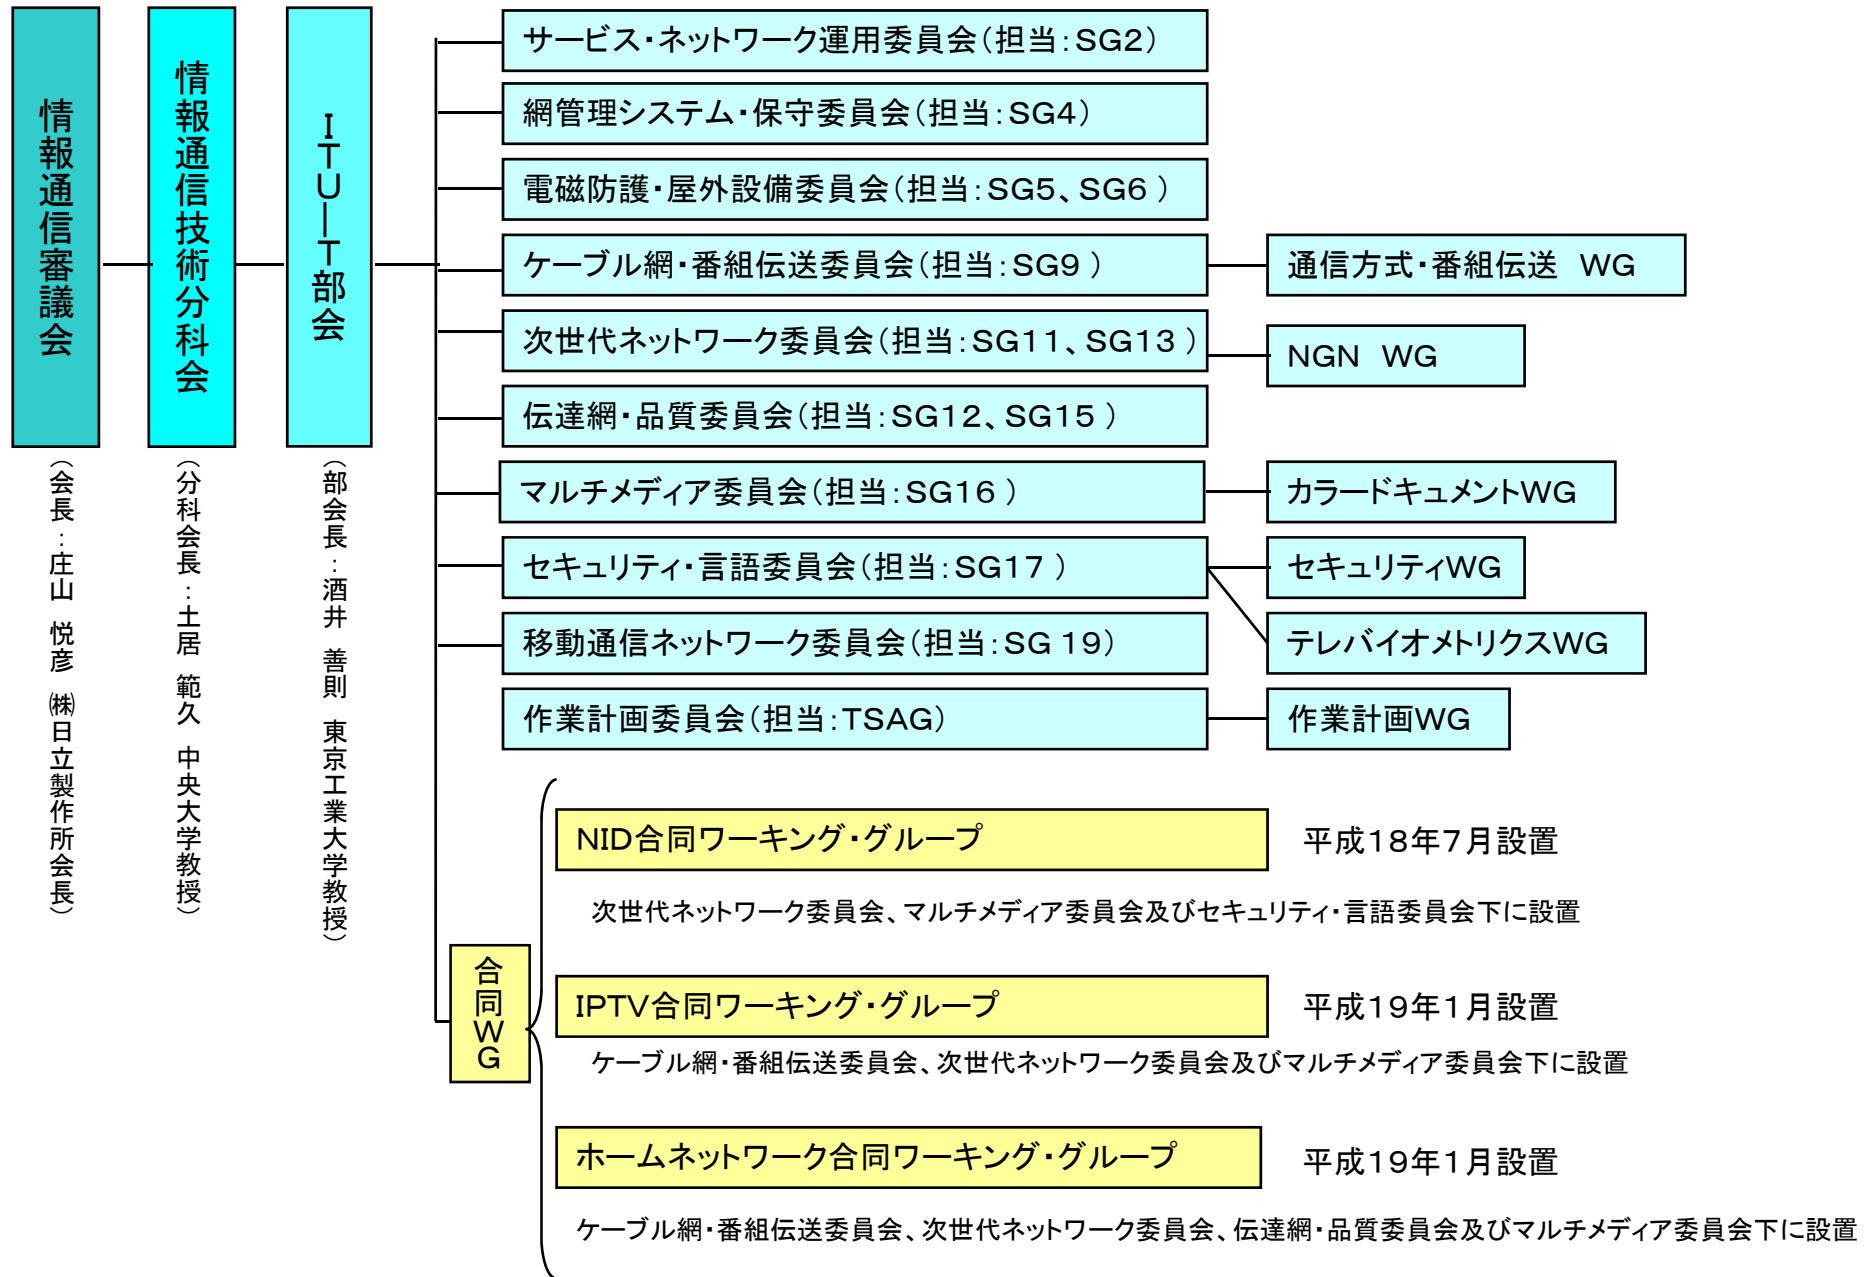 情報通信審議会
(会長:庄山 悦彦 ㈱日立製作所会長)
情報通信技術分科会
(分科会長:土居 範久 中央大学教授)
ITU-T部会
(部会長:酒井 善則 東京工業大学教授)
サービス・ネットワーク運用委員会(担当:SG2)
網管理システム・保守委員会(担当:SG4)
電磁防護・屋外設備委員会(担当:SG5、SG6 )
ケーブル網・番組伝送委員会(担当:SG9 )
通信方式・番組伝送 WG
次世代ネットワーク委員会(担当:SG11、SG13 )
NGN WG
伝達網・品質委員会(担当:SG12、SG15 )
マルチメディア委員会(担当:SG16 )
カラードキュメントWG
セキュリティ・言語委員会(担当:SG17 )
セキュリティWG
テレバイオメトリクスWG
移動通信ネットワーク委員会(担当:SG 19)
作業計画委員会(担当:TSAG)
作業計画WG
合同WG
NID合同ワーキング・グループ
平成18年7月設置
次世代ネットワーク委員会、マルチメディア委員会及びセキュリティ・言語委員会下に設置
IPTV合同ワーキング・グループ
平成19年1月設置
ケーブル網・番組伝送委員会、次世代ネットワーク委員会及びマルチメディア委員会下に設置
ホームネットワーク合同ワーキング・グループ
平成19年1月設置
ケーブル網・番組伝送委員会、次世代ネットワーク委員会、伝達網・品質委員会及びマルチメディア委員会下に設置